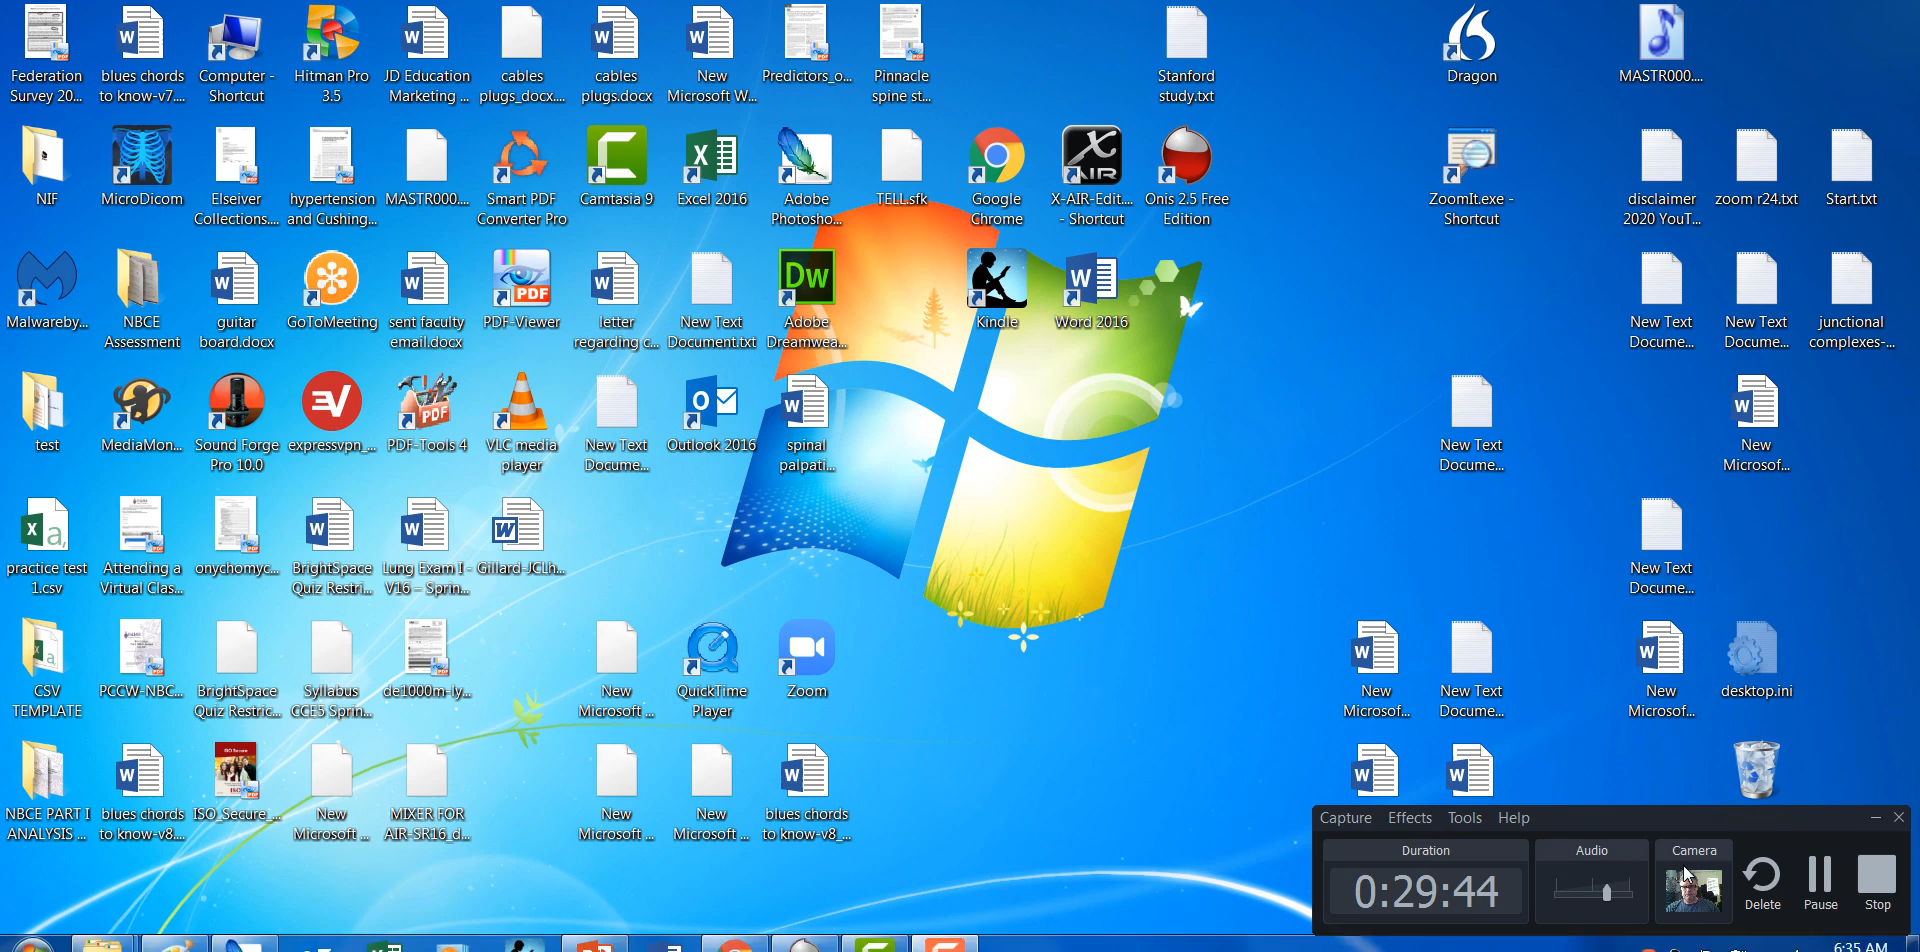 Federation
Survey 20...
blues chords
to know-v7....
Computer -
Shortcut
Hitman Pro
3.5
JD Education
Marketing ...
cables
plugs_docx....
cables
plugs.docx
New
Microsoft W...
Predictors_o...
Pinnacle
spine st...
Stanford
study.txt
Dragon
MASTR000....
NIF
MicroDicom
Elseiver
Collections....
hypertension
and Cushing...
MASTR000....
Smart PDF
Converter Pro
Camtasia 9
Excel 2016
Adobe
Photosho...
TELL.sfk
Google
Chrome
X-AIR-Edit....
- Shortcut
Onis 2.5 Free
Edition
ZoomIt.exe -
Shortcut
disclaimer
2020 YouT...
zoom r24.txt
Start.txt
Malwareby...
NBCE
Assessment
guitar
board.docx
GoToMeeting
sent faculty
email.docx
PDF-Viewer
letter
regarding c...
New Text
Document.txt
Adobe
Dreamwea...
Kindle
Word 2016
New Text
Docume...
New Text
Docume...
junctional
complexes-...
test
MediaMon...
Sound Forge
Pro 10.0
expressvpn_...
PDF-Tools 4
VLC media
player
New Text
Docume...
Outlook 2016
spinal
palpati...
New Text
Docume...
New
Microsof...
practice test
1.csv
Attending a
Virtual Clas...
onychomyc...
BrightSpace
Quiz Restri...
Lung Exam I -
V16 – Sprin...
Gillard-JCLh...
New Text
Docume...
CSV
TEMPLATE
PCCW-NBC...
BrightSpace
Quiz Restric...
Syllabus
CCE5 Sprin...
de1000m-ly...
New
Microsoft ...
QuickTime
Player
Zoom
New
Microsof...
New Text
Docume...
New
Microsof...
desktop.ini
NBCE PART I
ANALYSIS ...
blues chords
to know-v8....
ISO_Secure_...
New
Microsoft ...
MIXER FOR
AIR-SR16_d...
New
Microsoft ...
New
Microsoft ...
blues chords
to know-v8_...
Capture Effects Tools Help
Duration
Audio
Camera
0:29:44
Delete
Pause
Stop
6:35 AM